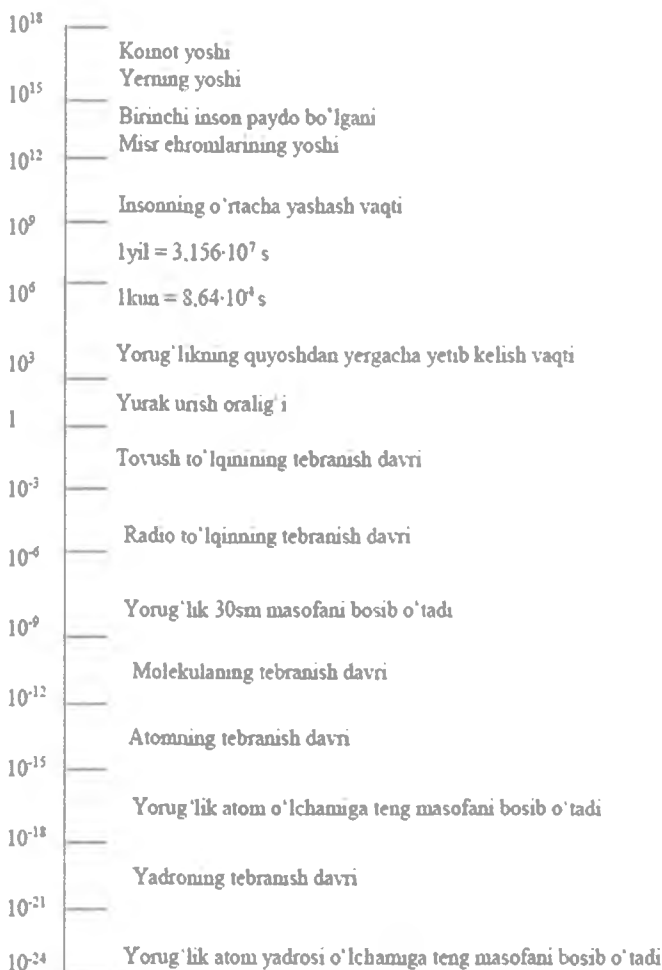 10¹⁸
Koinot yoshi
Yerning yoshi
10¹⁵
Birinchi inson paydo bo‘lgani
Misr ehromlarining yoshi
10¹²
Insonning o‘rtacha yashash vaqti
10⁹
1yil = 3,156·10⁷ s
10⁶
1kun = 8,64·10⁴ s
10³
Yorug‘likning quyoshdan yergacha yetib kelish vaqti
Yurak urish oralig‘i
1
Tovush to‘lqinining tebranish davri
10⁻³
Radio to‘lqinning tebranish davri
10⁻⁶
Yorug‘lik 30sm masofani bosib o‘tadi
10⁻⁹
Molekulaning tebranish davri
10⁻¹²
Atomning tebranish davri
10⁻¹⁵
Yorug‘lik atom o‘lchamiga teng masofani bosib o‘tadi
10⁻¹⁸
Yadroning tebranish davri
10⁻²¹
10⁻²⁴
Yorug‘lik atom yadrosi o‘lchamiga teng masofani bosib o‘tadi